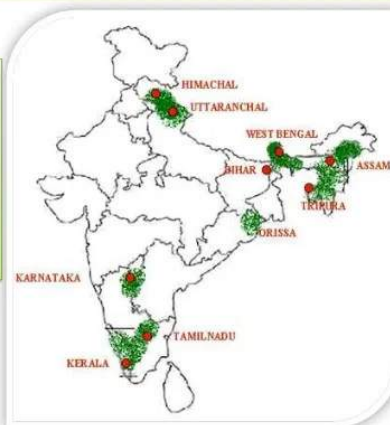 HIMACHAL
UTTARANCHAL
WEST BENGAL
BIHAR
ASSAM
TRIPURA
ORISSA
KARNATAKA
TAMILNADU
KERALA